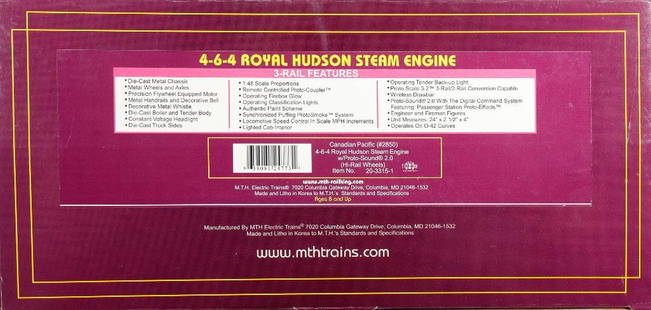 4-6-4 ROYAL HUDSON STEAM ENGINE
3-RAIL FEATURES
• Die-Cast Metal Chassis
• Metal Wheels and Axles
• Precision Flywheel Equipped Motor
• Metal Handrails and Decorative Bell
• Decorative Metal Whistle
• Die-Cast Boiler and Tender Body
• Constant Voltage Headlight
• Die-Cast Truck Sides
• 1:48 Scale Proportions
• Remote Controlled Proto-Coupler™
• Operating Firebox Glow
• Operating Classification Lights
• Authentic Paint Scheme
• Synchronized Puffing ProtoSmoke™ System
• Locomotive Speed Control In Scale MPH Increments
• Lighted Cab Interior
• Operating Tender Back-up Light
• Proto-Scale 3-2™ 3-Rail/2-Rail Conversion Capable
• Wireless Drawbar
• Proto-Sound® 2.0 With The Digital Command System
Featuring: Passenger Station Proto-Effects™
• Engineer and Fireman Figures
• Unit Measures: 24" x 2 1/2" x 4"
• Operates On O-42 Curves
Canadian Pacific (#2850)
4-6-4 Royal Hudson Steam Engine
w/Proto-Sound® 2.0
(Hi-Rail Wheels)
Item No. 20-3315-1
www.mth-railking.com
M.T.H. Electric Trains® 7020 Columbia Gateway Drive, Columbia, MD 21046-1532
Made and Litho in Korea to M.T.H.'s Standards and Specifications
Ages 8 and Up
Manufactured By MTH Electric Trains® 7020 Columbia Gateway Drive, Columbia, MD 21046-1532
Made and Litho in Korea to M.T.H.'s Standards and Specifications
www.mthtrains.com